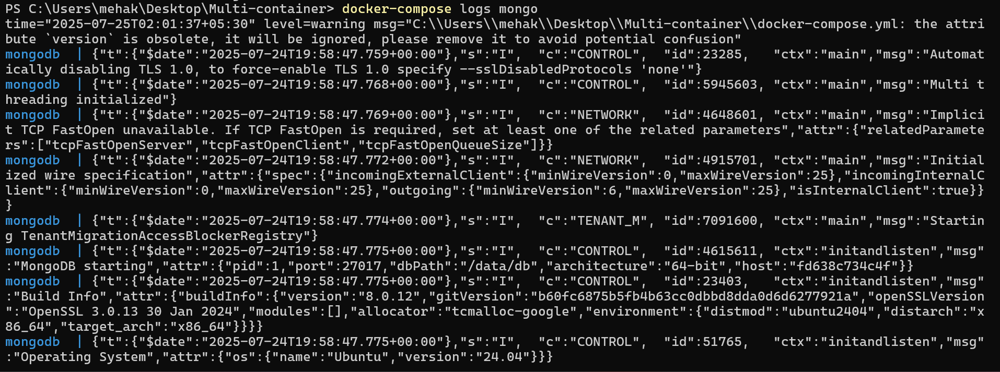 PS C:\Users\mehak\Desktop\Multi-container> docker-compose logs mongo
time="2025-07-25T02:01:37+05:30" level=warning msg="C:\\Users\\mehak\\Desktop\\Multi-container\\docker-compose.yml: the attri
bute `version` is obsolete, it will be ignored, please remove it to avoid potential confusion"
mongodb  | {"t":{"$date":"2025-07-24T19:58:47.759+00:00"},"s":"I",  "c":"CONTROL",  "id":23285,   "ctx":"main","msg":"Automat
ically disabling TLS 1.0, to force-enable TLS 1.0 specify --sslDisabledProtocols 'none'"}
mongodb  | {"t":{"$date":"2025-07-24T19:58:47.768+00:00"},"s":"I",  "c":"CONTROL",  "id":5945603, "ctx":"main","msg":"Multi t
hreading initialized"}
mongodb  | {"t":{"$date":"2025-07-24T19:58:47.769+00:00"},"s":"I",  "c":"NETWORK",  "id":4648601, "ctx":"main","msg":"Implici
t TCP FastOpen unavailable. If TCP FastOpen is required, set at least one of the related parameters","attr":{"relatedParamete
rs":["tcpFastOpenServer","tcpFastOpenClient","tcpFastOpenQueueSize"]}}
mongodb  | {"t":{"$date":"2025-07-24T19:58:47.772+00:00"},"s":"I",  "c":"NETWORK",  "id":4915701, "ctx":"main","msg":"Initial
ized wire specification","attr":{"spec":{"incomingExternalClient":{"minWireVersion":0,"maxWireVersion":25},"incomingInternalC
lient":{"minWireVersion":0,"maxWireVersion":25},"outgoing":{"minWireVersion":6,"maxWireVersion":25},"isInternalClient":true}}
}
mongodb  | {"t":{"$date":"2025-07-24T19:58:47.774+00:00"},"s":"I",  "c":"TENANT_M", "id":7091600, "ctx":"main","msg":"Startin
g TenantMigrationAccessBlockerRegistry"}
mongodb  | {"t":{"$date":"2025-07-24T19:58:47.775+00:00"},"s":"I",  "c":"CONTROL",  "id":4615611, "ctx":"initandlisten","msg"
:"MongoDB starting","attr":{"pid":1,"port":27017,"dbPath":"/data/db","architecture":"64-bit","host":"fd638c734c4f"}}
mongodb  | {"t":{"$date":"2025-07-24T19:58:47.775+00:00"},"s":"I",  "c":"CONTROL",  "id":23403,   "ctx":"initandlisten","msg"
:"Build Info","attr":{"buildInfo":{"version":"8.0.12","gitVersion":"b60fc6875b5fb4b63cc0dbbd8dda0d6d6277921a","openSSLVersion
":"OpenSSL 3.0.13 30 Jan 2024","modules":[],"allocator":"tcmalloc-google","environment":{"distmod":"ubuntu2404","distarch":"x
86_64","target_arch":"x86_64"}}}}
mongodb  | {"t":{"$date":"2025-07-24T19:58:47.775+00:00"},"s":"I",  "c":"CONTROL",  "id":51765,   "ctx":"initandlisten","msg"
:"Operating System","attr":{"os":{"name":"Ubuntu","version":"24.04"}}}